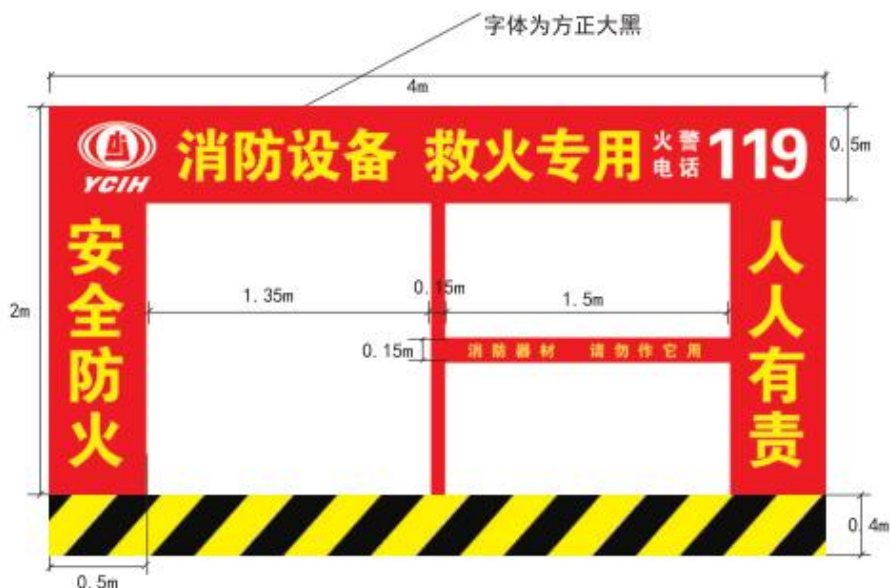 字体为方正大黑
4m
消防设备 救火专用 火警电话 119
YCIH
0.5m
安全防火
人人有责
2m
1.35m
0.15m
1.5m
0.15m
消防器材 请勿作它用
0.4m
0.5m